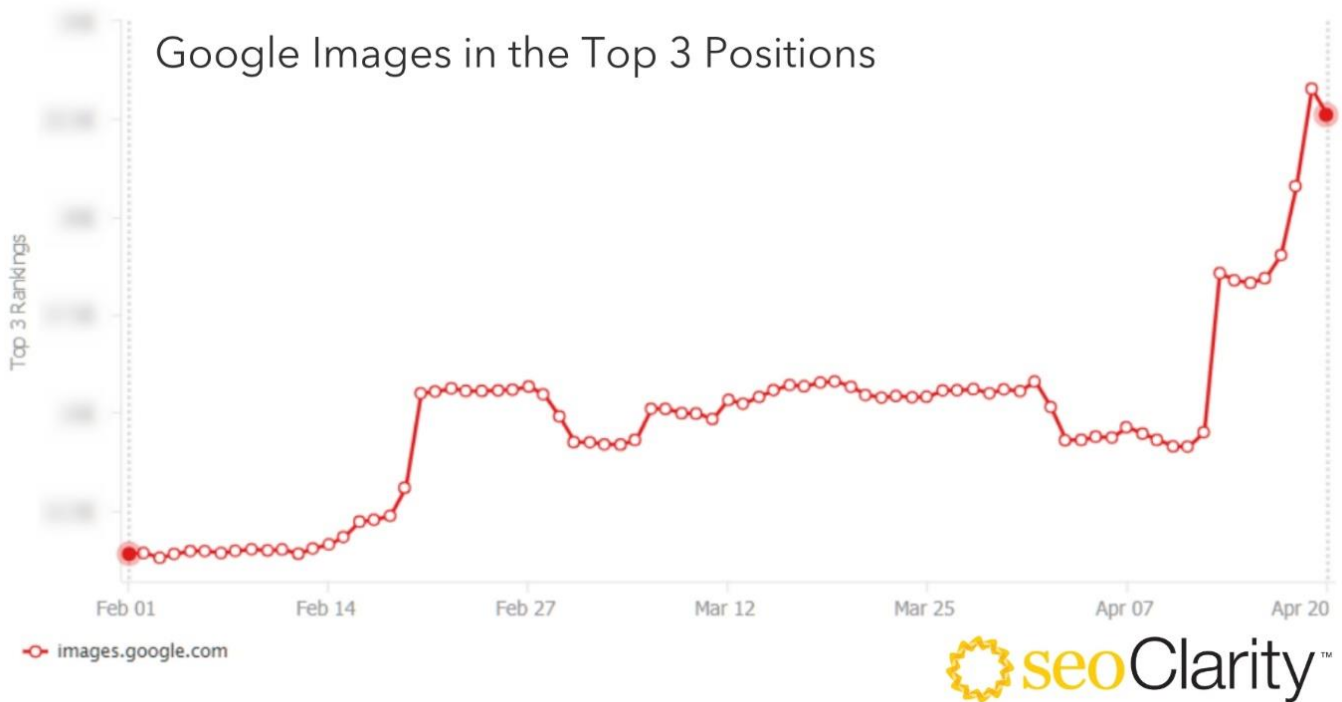 Google Images in the Top 3 Positions
Top 3 Rankings
Feb 01 Feb 14 Feb 27 Mar 12 Mar 25 Apr 07 Apr 20
images.google.com
seoClarity™